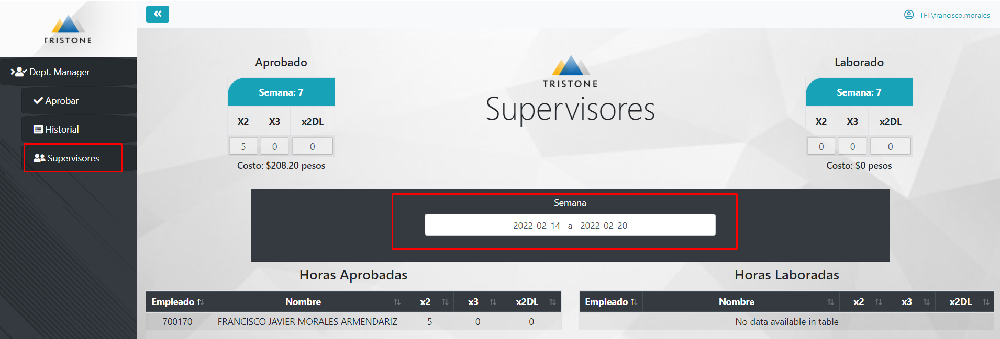 TRISTONE
TFT\francisco.morales
Dept. Manager
Aprobar
Historial
Supervisores
Aprobado
Semana: 7
X2 X3 x2DL
5 0 0
Costo: $208.20 pesos
TRISTONE
Supervisores
Laborado
Semana: 7
X2 X3 x2DL
0 0 0
Costo: $0 pesos
Semana
2022-02-14 a 2022-02-20
Horas Aprobadas
Empleado Nombre x2 x3 x2DL
700170 FRANCISCO JAVIER MORALES ARMENDARIZ 5 0 0
Horas Laboradas
Empleado Nombre x2 x3 x2DL
No data available in table